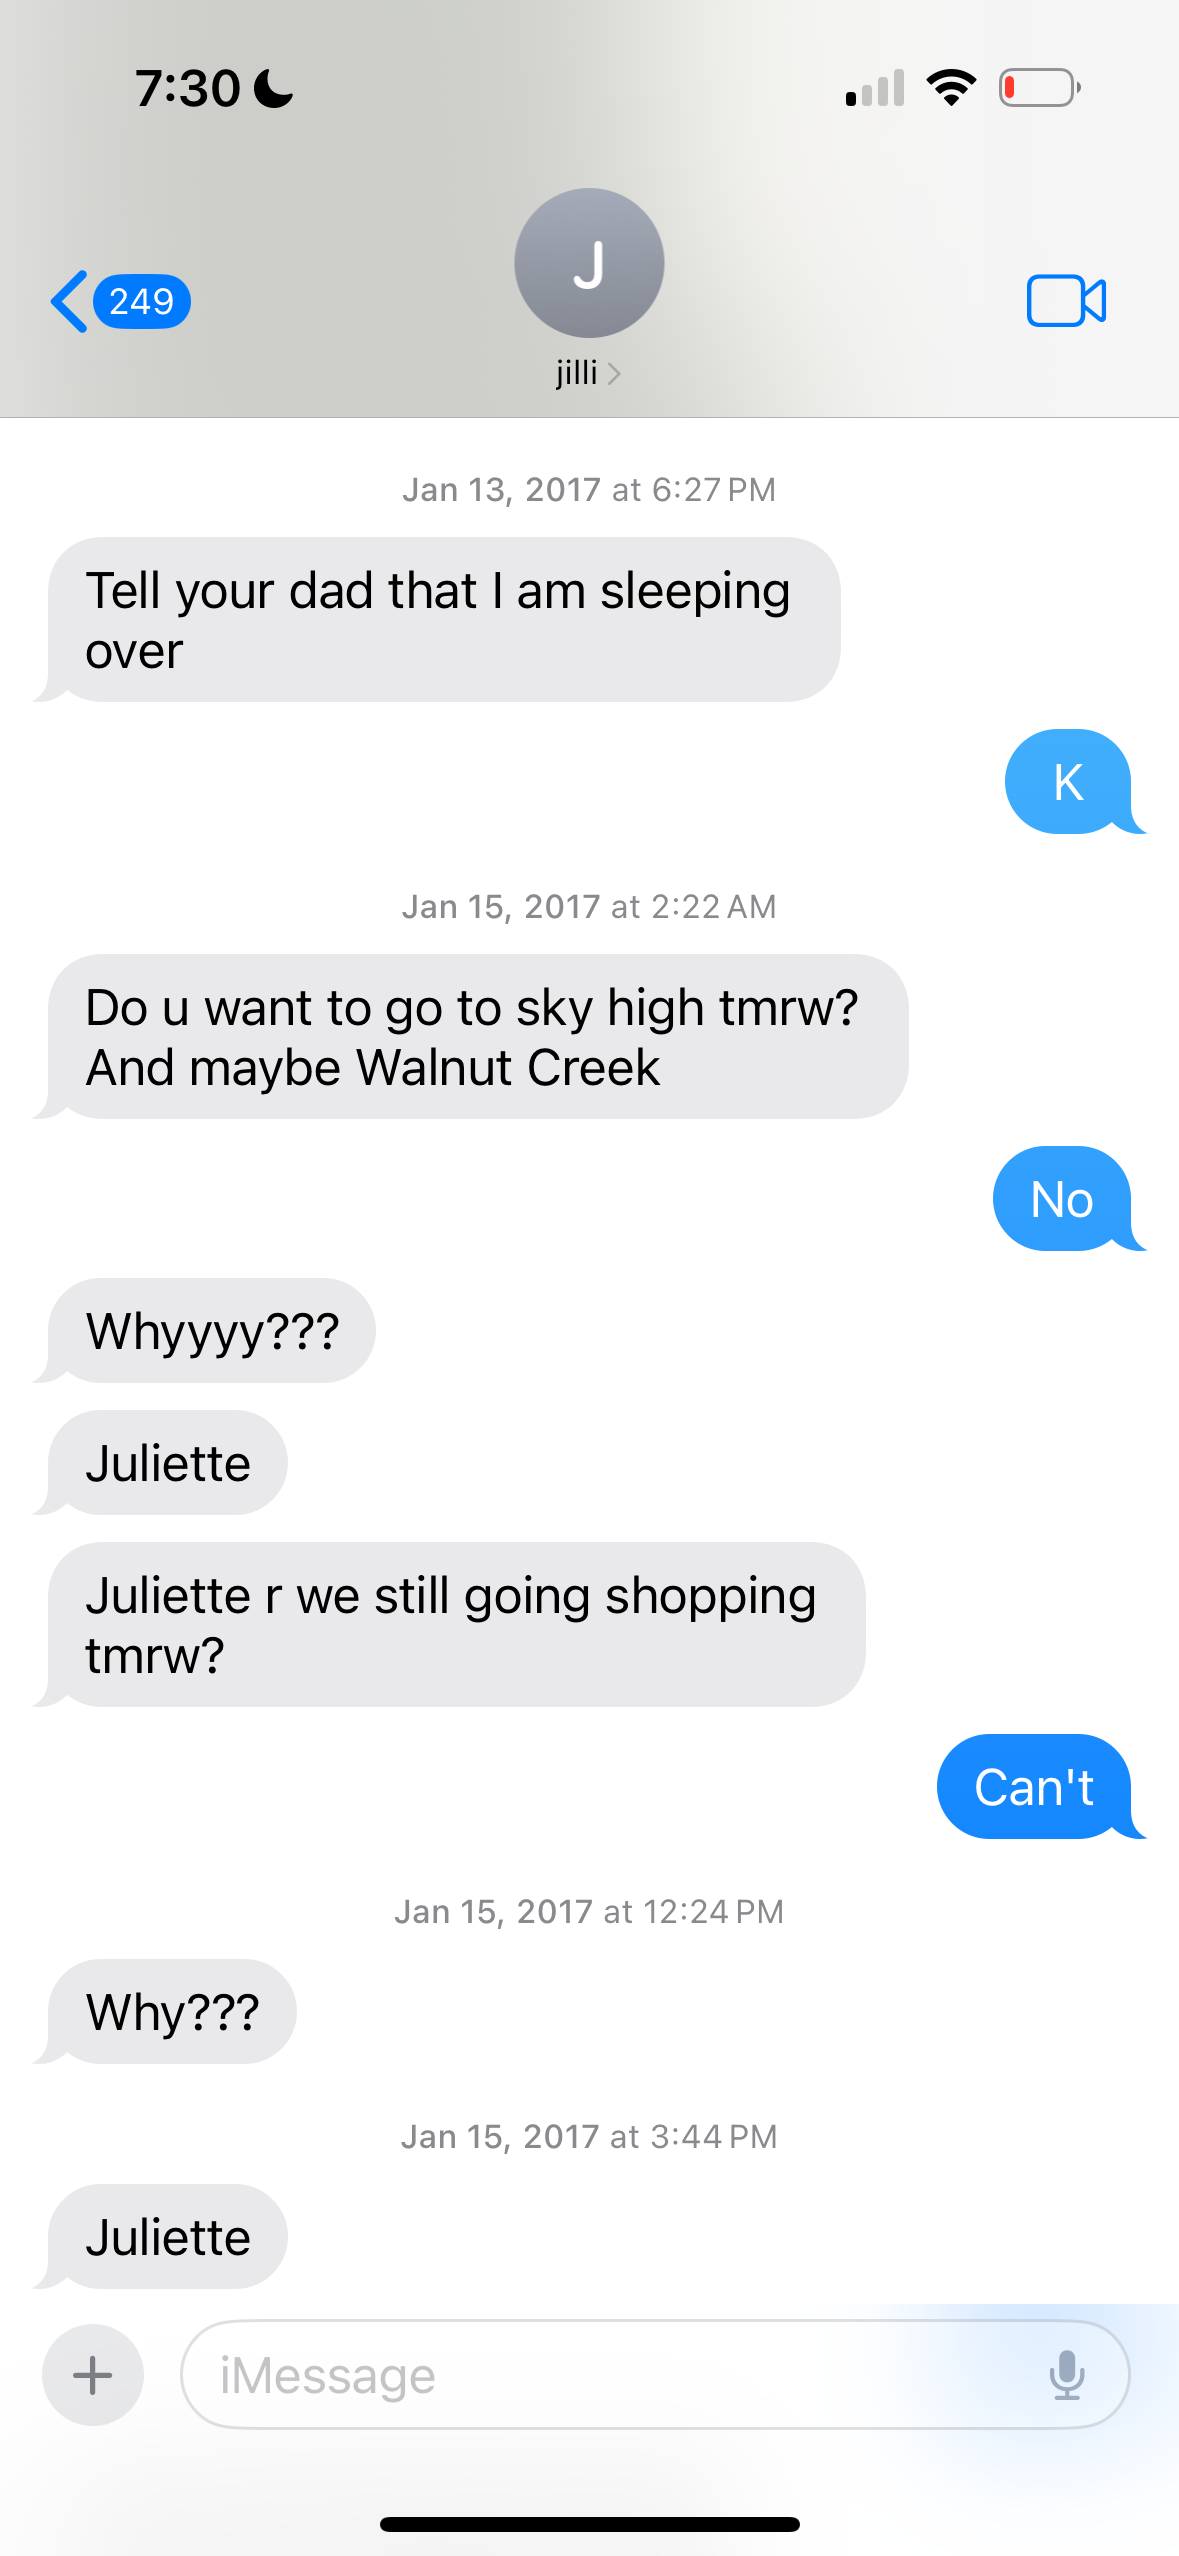 7:30
249
J
jilli
Jan 13, 2017 at 6:27 PM
Tell your dad that I am sleeping
over
K
Jan 15, 2017 at 2:22 AM
Do u want to go to sky high tmrw?
And maybe Walnut Creek
No
Whyyyy???
Juliette
Juliette r we still going shopping
tmrw?
Can't
Jan 15, 2017 at 12:24 PM
Why???
Jan 15, 2017 at 3:44 PM
Juliette
iMessage